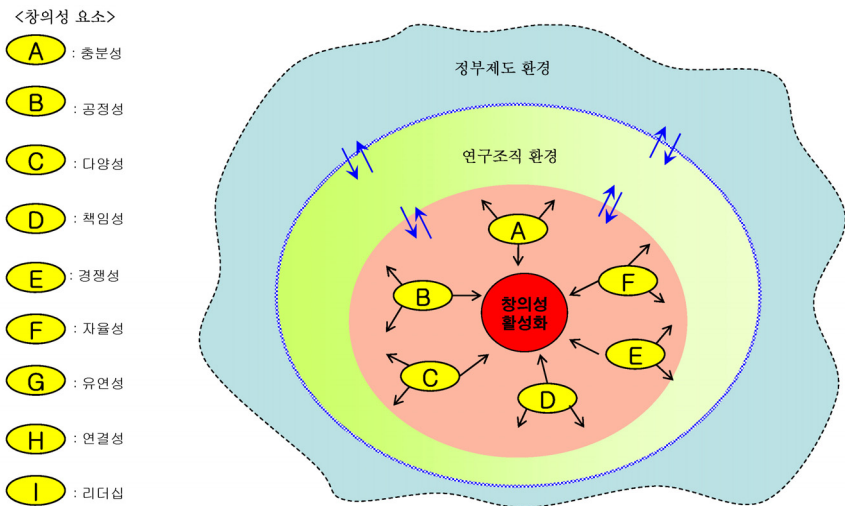 <창의성 요소>
A : 충분성
B : 공정성
C : 다양성
D : 책임성
E : 경쟁성
F : 자율성
G : 유연성
H : 연결성
I : 리더십
정부제도 환경
연구조직 환경
A
B
F
창의성
활성화
C
E
D